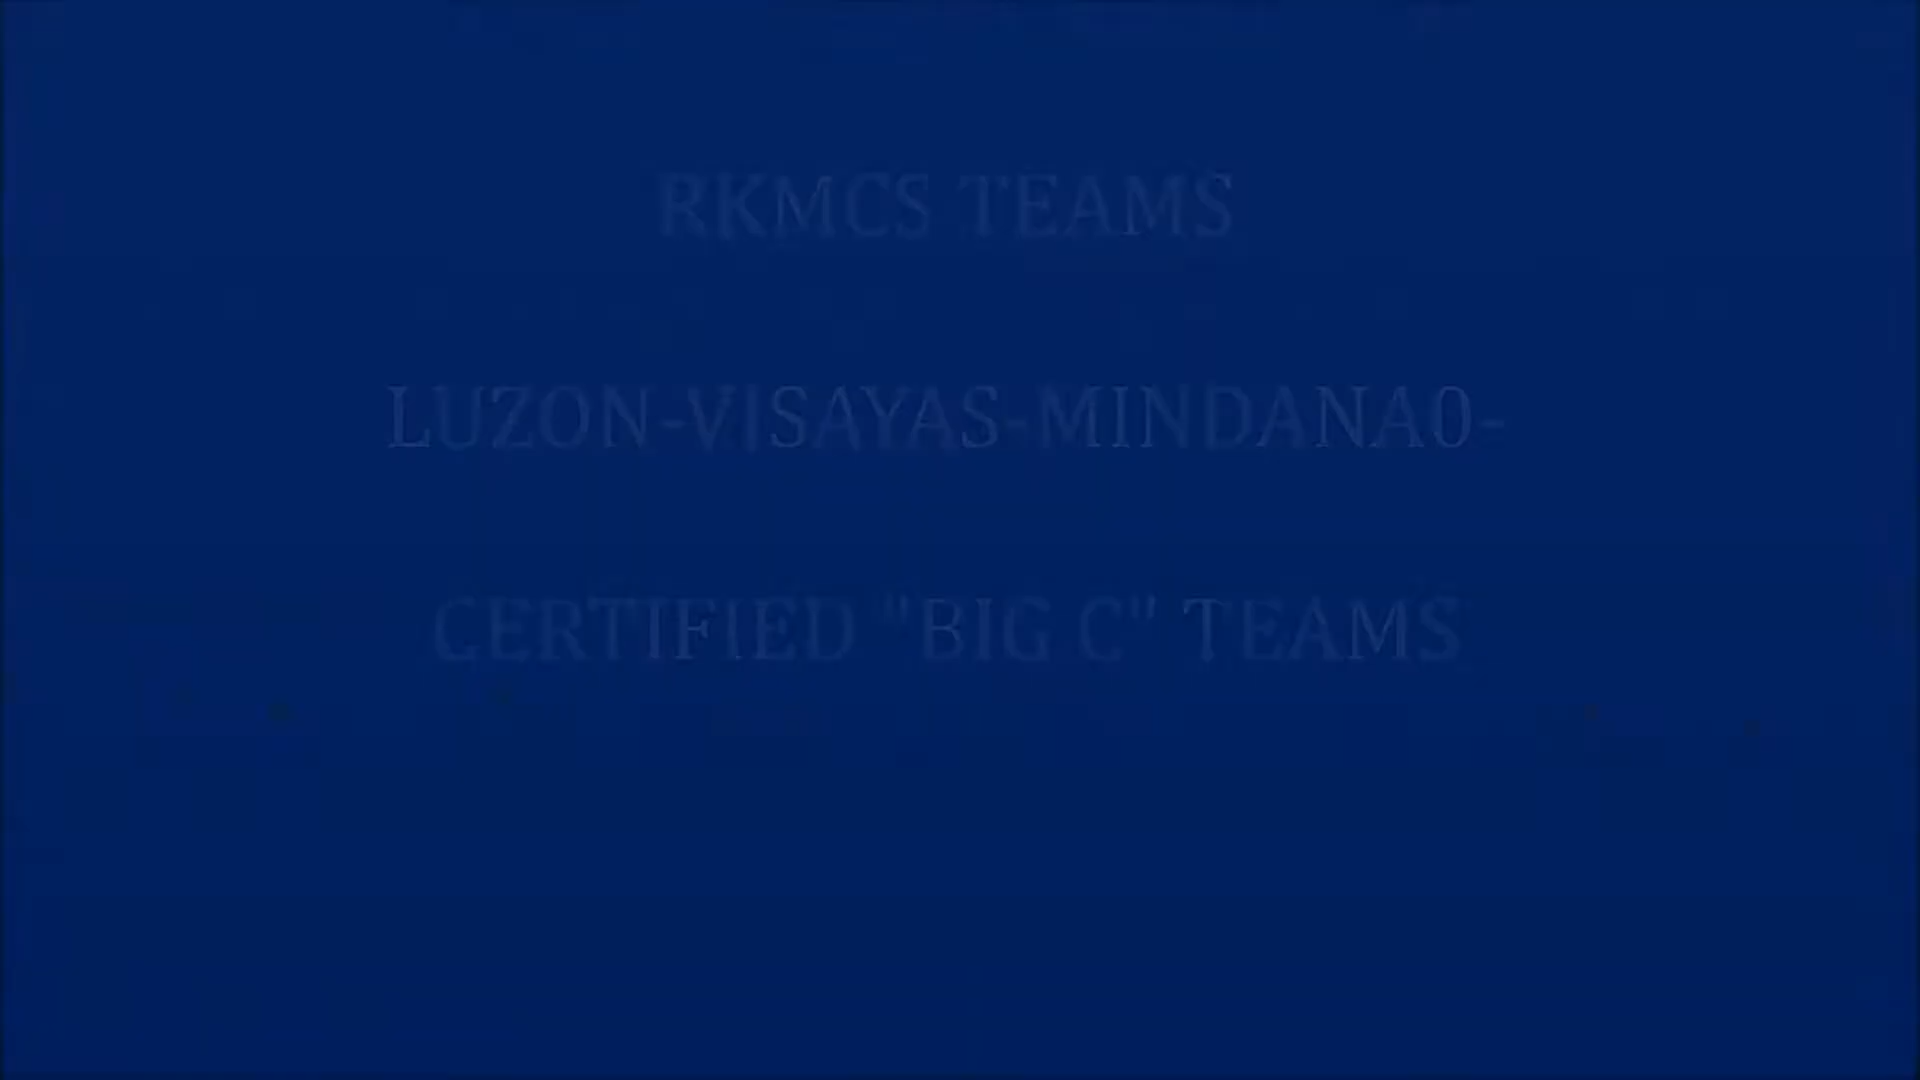 RKMCS TEAMS
LUZON-VISAYAS-MINDANA0-
CERTIFIED "BIG C" TEAMS